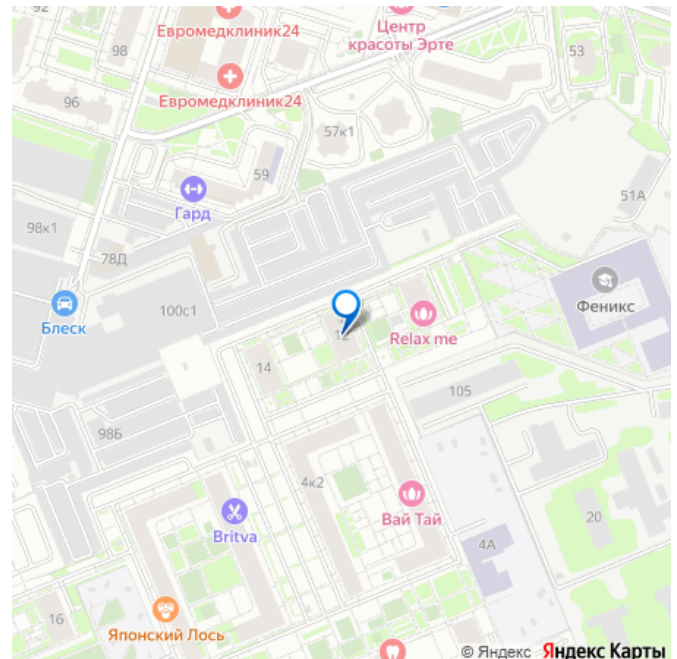 92
98
Евромедклиник24
Центр
красоты Эрте
53
Евромедклиник24
96
57к1
59
Гард
51А
98к1
78Д
Феникс
Блеск
100с1
12
Relax me
14
105
98Б
4к2
Britva
Вай Тай
20
4А
16
Японский Лось
© Яндекс Яндекс Карты